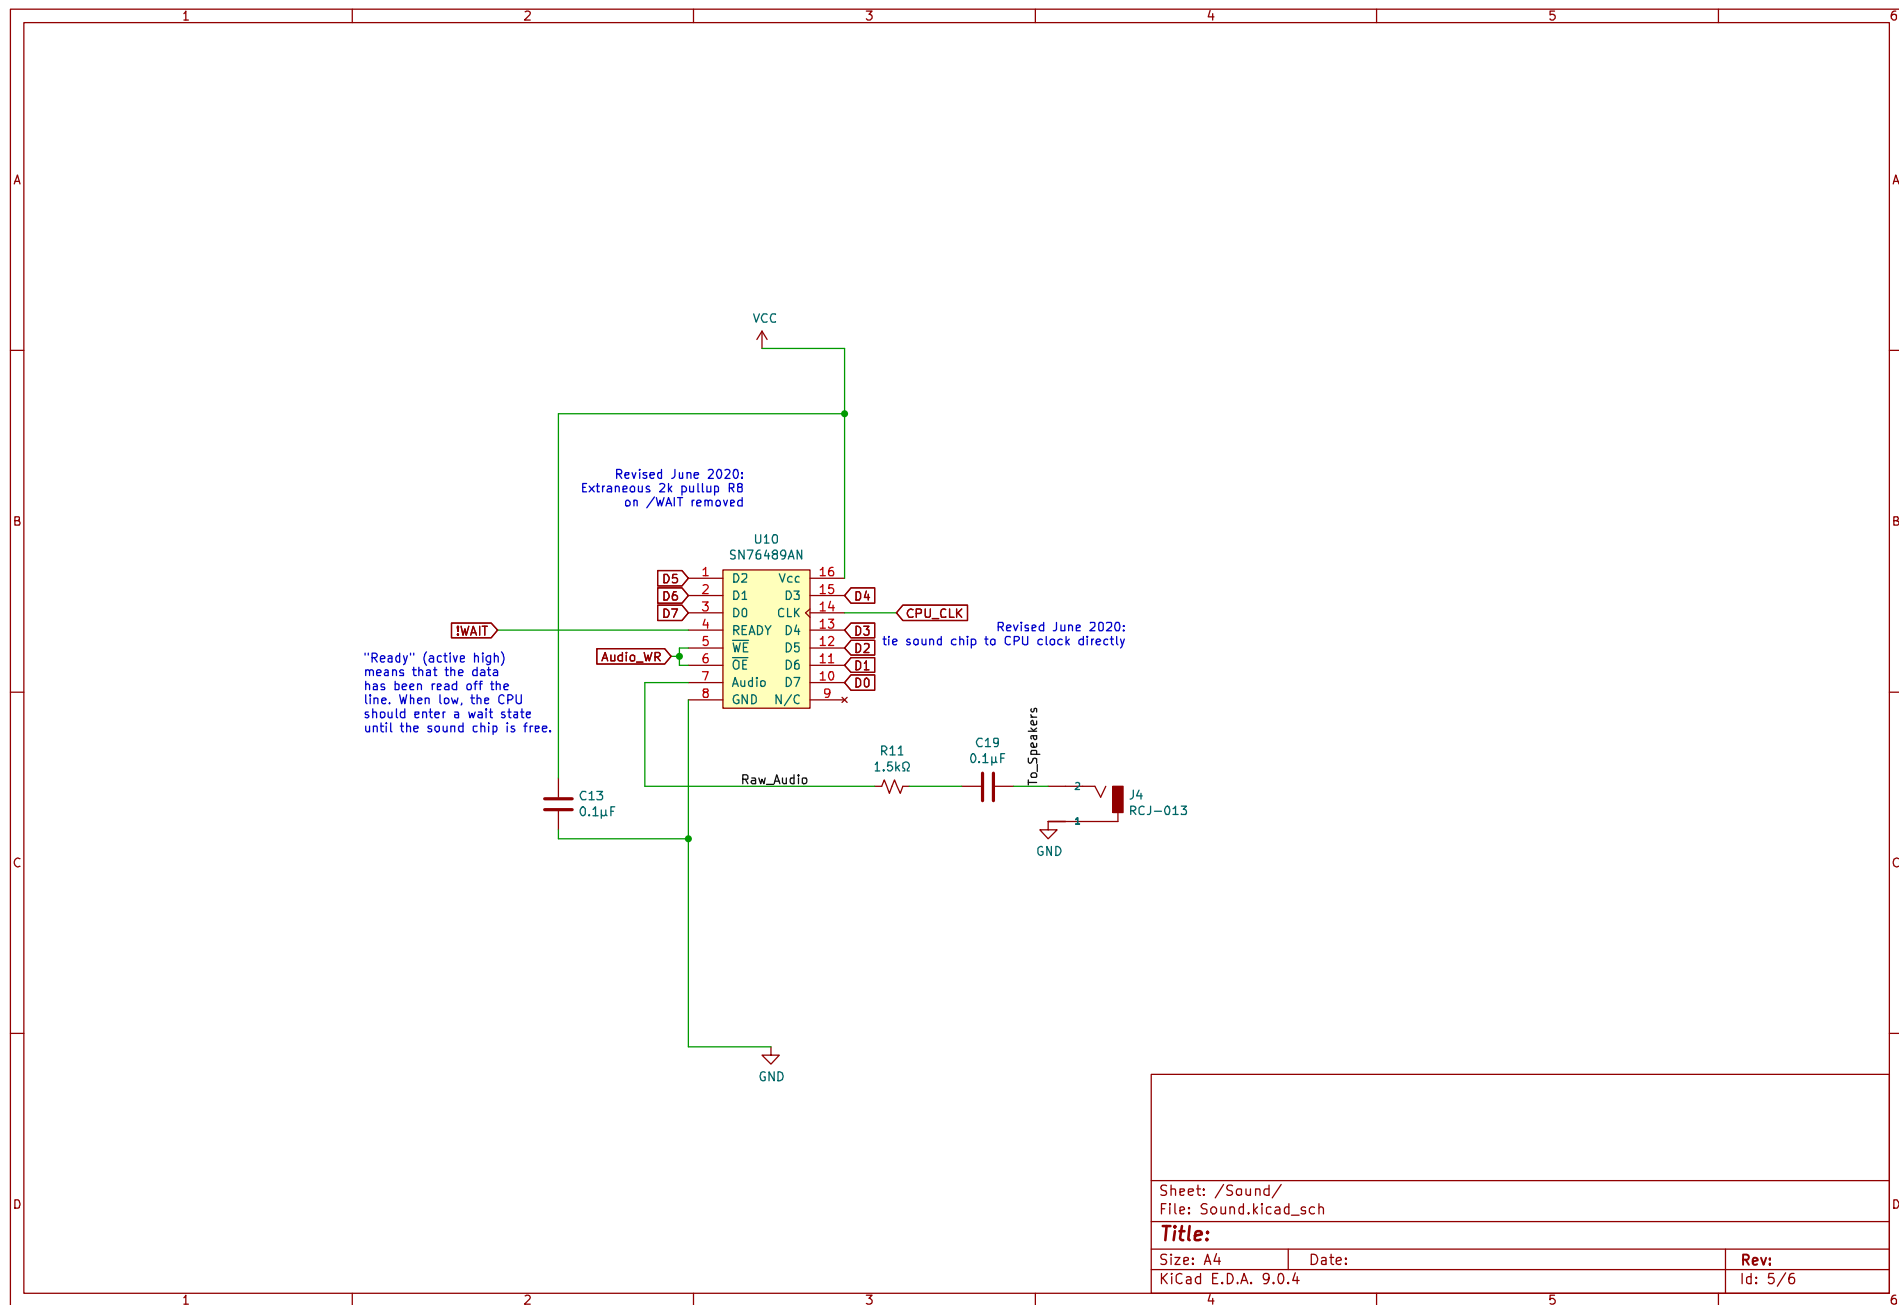 1 2 3 4 5 6
A A
VCC
Revised June 2020:
Extraneous 2k pullup R8
on /WAIT removed
B B
U10
SN76489AN
D5 1 D2 Vcc 16
D6 2 D1 D3 15 D4
D7 3 D0 CLK 14 CPU_CLK
!WAIT 4 READY D4 13 D3
5 WE D5 12 D2
Audio_WR
6 OE D6 11 D1
7 Audio D7 10 D0
8 GND N/C 9
Revised June 2020:
tie sound chip to CPU clock directly
"Ready" (active high)
means that the data
has been read off the
line. When low, the CPU
should enter a wait state
until the sound chip is free.
To_Speakers
R11
1.5kΩ
C19
0.1µF
Raw_Audio
2
J4
RCJ-013
1
GND
C13
0.1µF
C C
GND
Sheet: /Sound/
File: Sound.kicad_sch
Title:
Size: A4 Date: Rev:
KiCad E.D.A. 9.0.4 Id: 5/6
D D
1 2 3 4 5 6